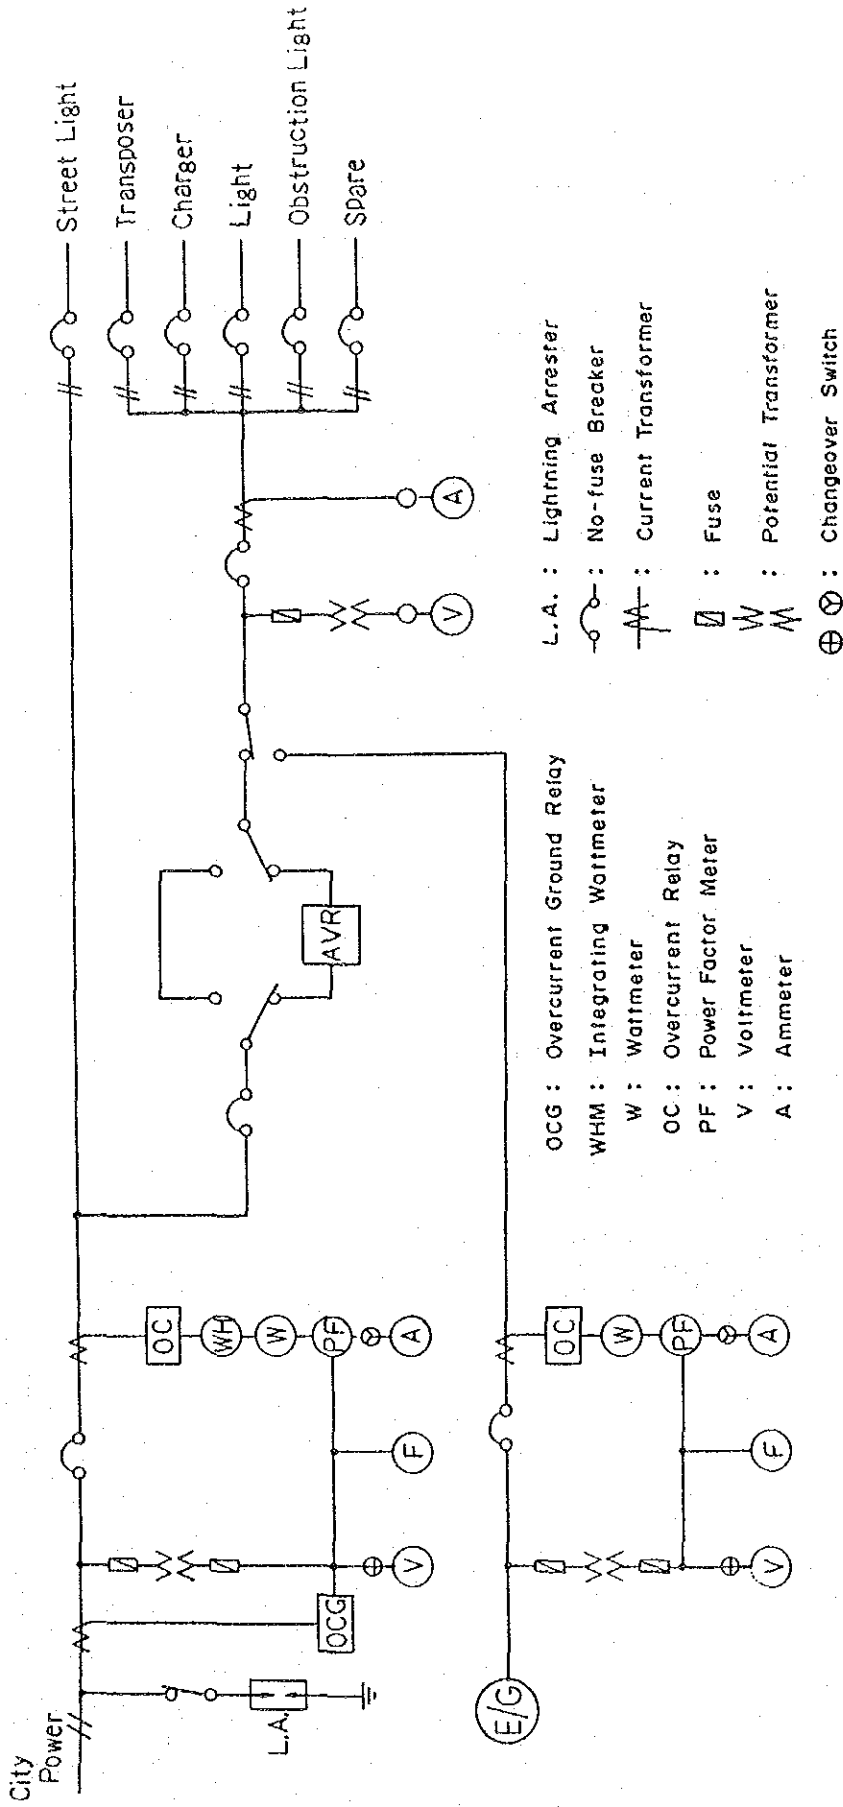 City
Power
L.A.
OCG
V
F
OC
WH
W
PF
A
AVR
V
A
Street Light
Transposer
Charger
Light
Obstruction Light
Spare
E/G
V
F
OC
W
PF
A
OCG : Overcurrent Ground Relay
WHM : Integrating Wattmeter
W : Wattmeter
OC : Overcurrent Relay
PF : Power Factor Meter
V : Voltmeter
A : Ammeter
L.A. : Lightning Arrester
: No-fuse Breaker
: Current Transformer
: Fuse
: Potential Transformer
: Changeover Switch